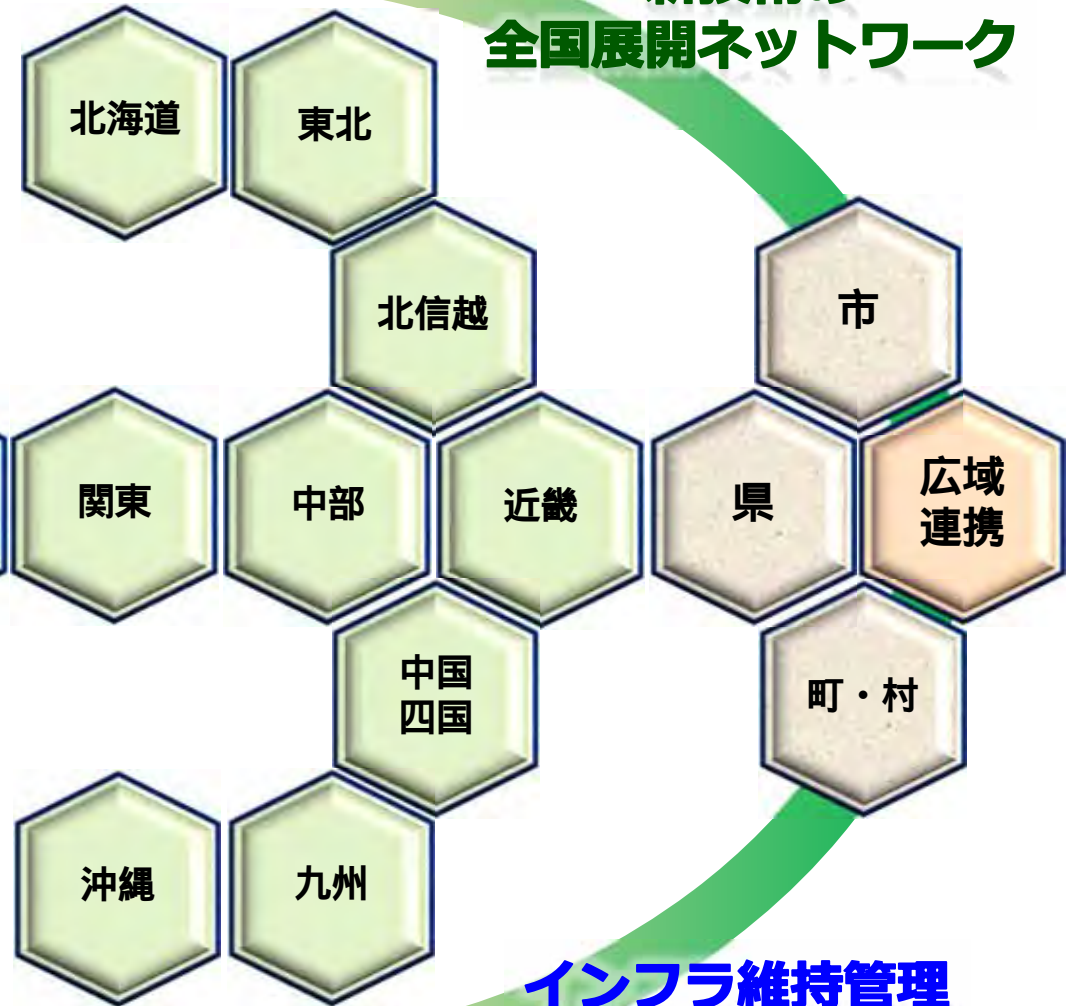 全国展開ネットワーク
北海道
東北
北信越
市
関東
中部
近畿
県
広域
連携
中国
四国
町・村
沖縄
九州
インフラ維持管理